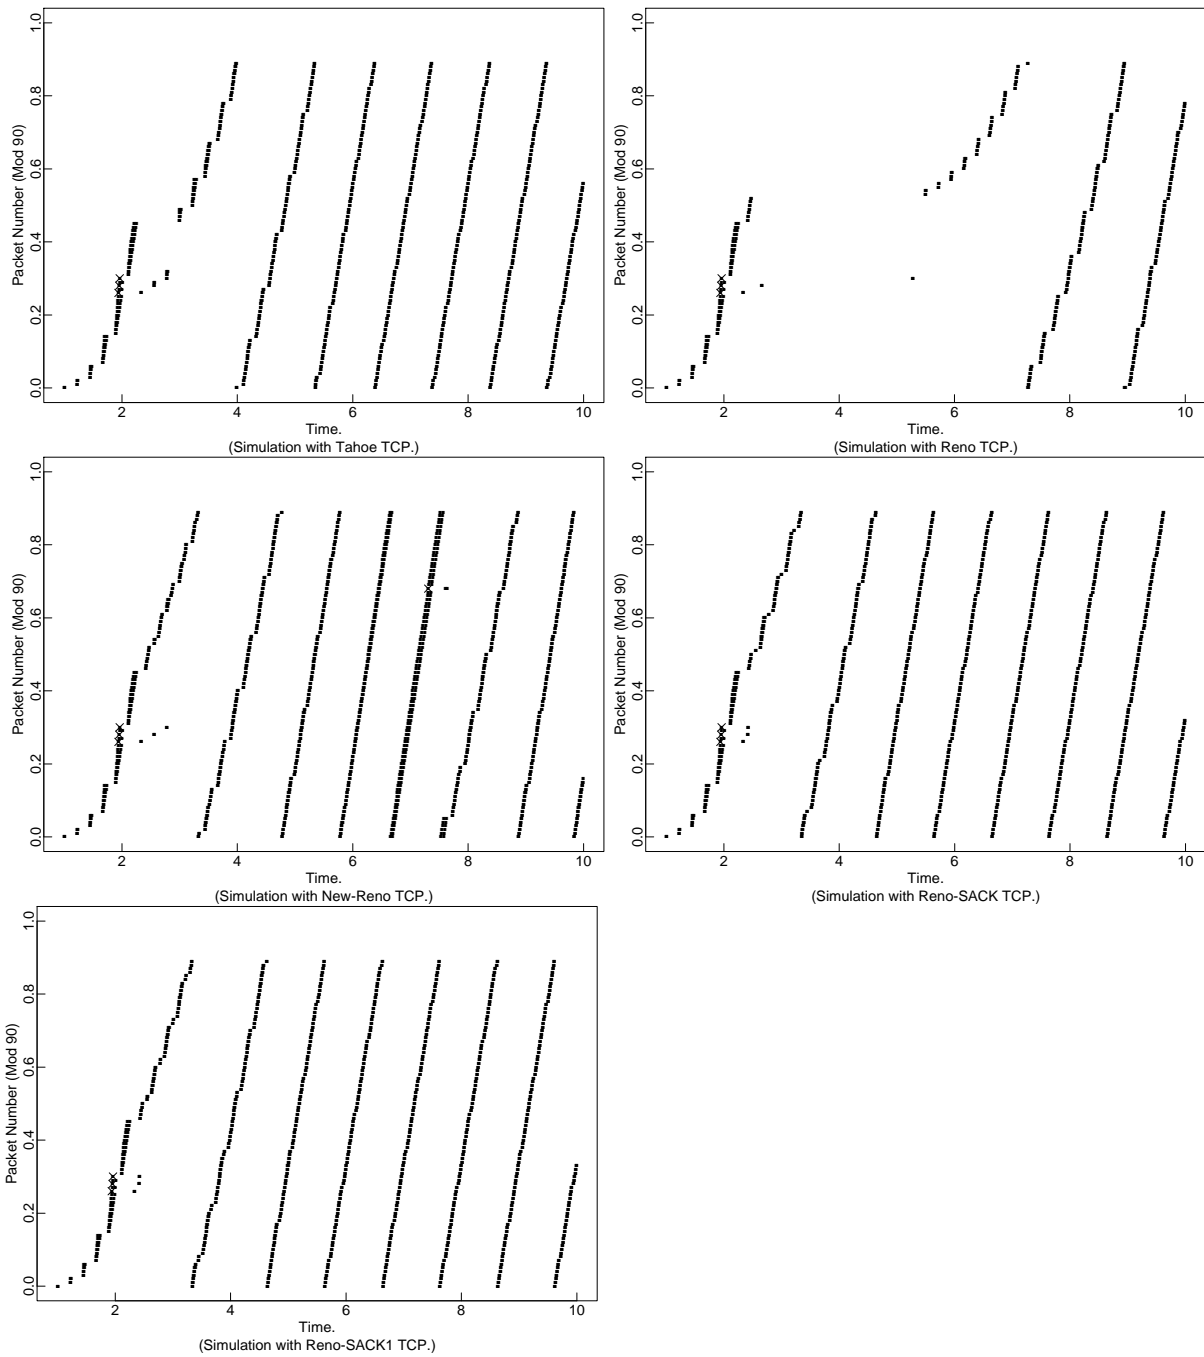 Packet Number (Mod 90)
0.0 0.2 0.4 0.6 0.8 1.0
2 4 6 8 10
Time.
(Simulation with Tahoe TCP.)
Packet Number (Mod 90)
0.0 0.2 0.4 0.6 0.8 1.0
2 4 6 8 10
Time.
(Simulation with Reno TCP.)
Packet Number (Mod 90)
0.0 0.2 0.4 0.6 0.8 1.0
2 4 6 8 10
Time.
(Simulation with New-Reno TCP.)
Packet Number (Mod 90)
0.0 0.2 0.4 0.6 0.8 1.0
2 4 6 8 10
Time.
(Simulation with Reno-SACK TCP.)
Packet Number (Mod 90)
0.0 0.2 0.4 0.6 0.8 1.0
2 4 6 8 10
Time.
(Simulation with Reno-SACK1 TCP.)